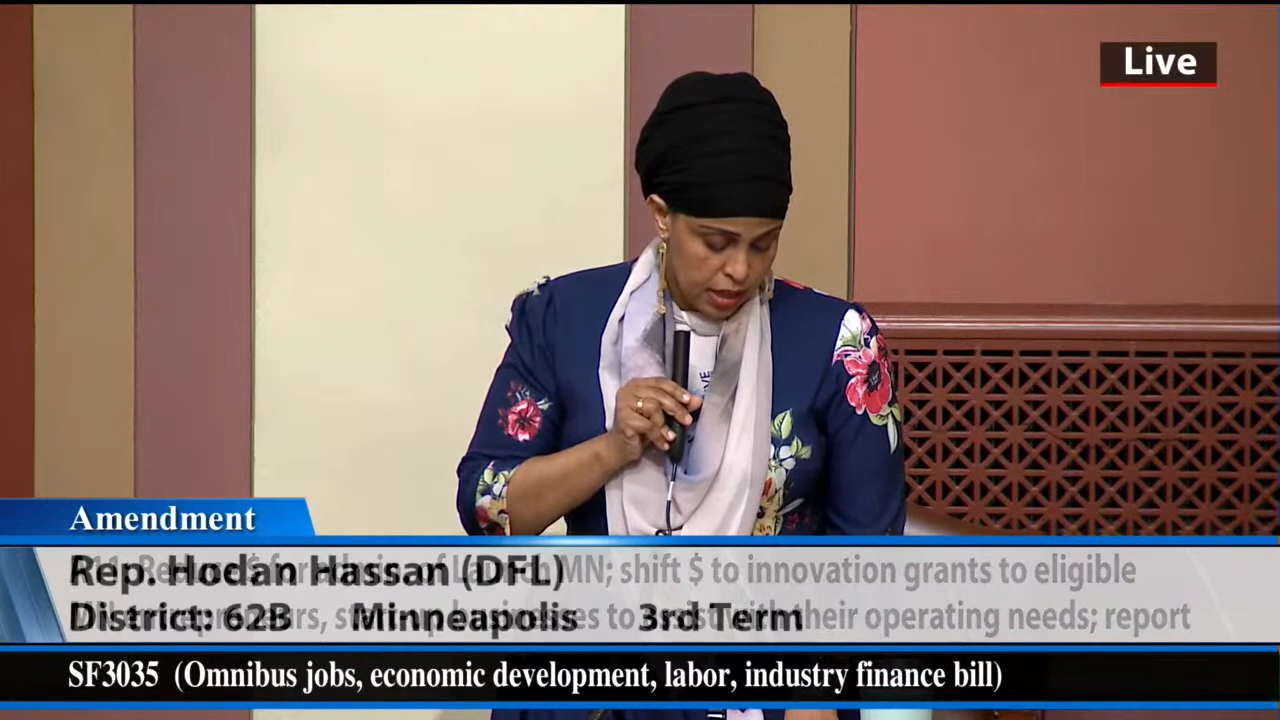 Live
VE
Amendment
Rep. Hodan Hassan (DFL)
MN; shift $ to innovation grants to eligible
District: 62B Minneapolis 3rd Term
their operating needs; report
SF3035 (Omnibus jobs, economic development, labor, industry finance bill)